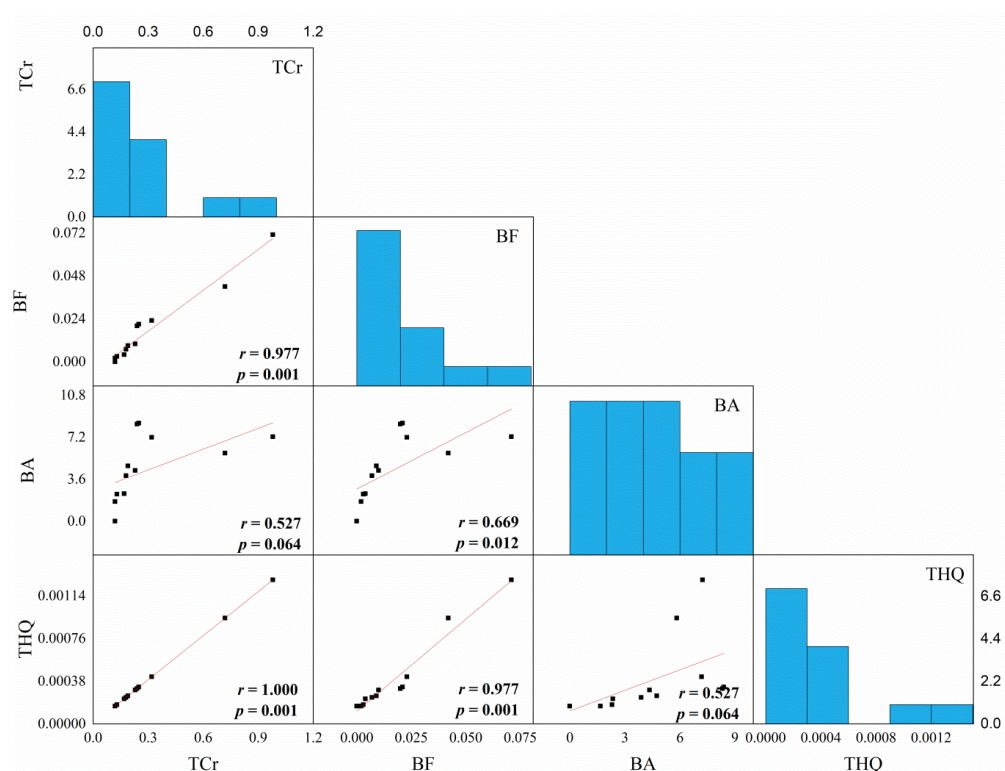 0.0 0.3 0.6 0.9 1.2
TCr
TCr
6.6
4.4
2.2
0.0
BF
BF
0.072
0.048
0.024
0.000
r = 0.977
p = 0.001
BA
BA
10.8
7.2
3.6
0.0
r = 0.527
p = 0.064
r = 0.669
p = 0.012
THQ
THQ
0.00114
0.00076
0.00038
0.00000
r = 1.000
p = 0.001
r = 0.977
p = 0.001
r = 0.527
p = 0.064
6.6
4.4
2.2
0.0
0.0 0.3 0.6 0.9 1.2 0.000 0.025 0.050 0.075 0 3 6 9 0.0000 0.0004 0.0008 0.0012
TCr BF BA THQ